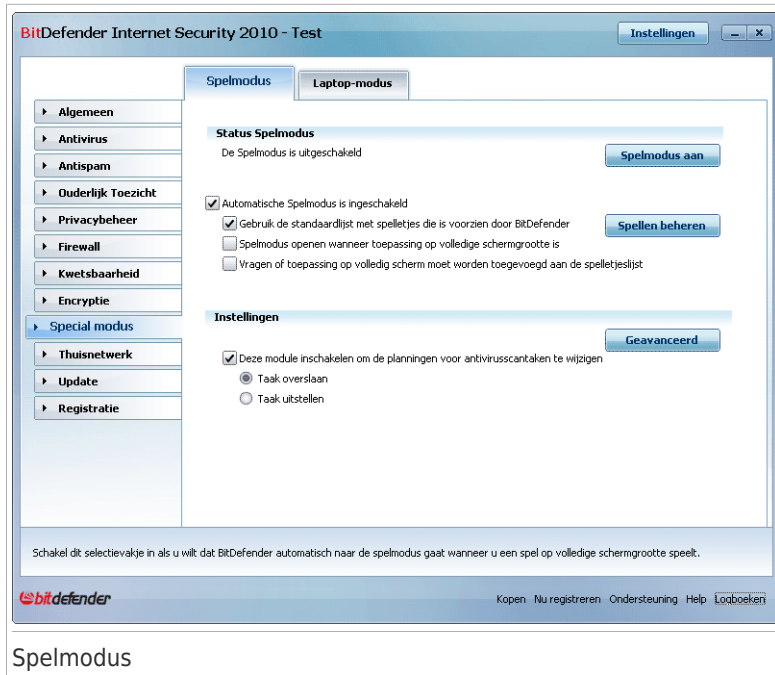 BitDefender Internet Security 2010 - Test
Instellingen
Spelmodus
Laptop-modus
Algemeen
Antivirus
Antispam
Ouderlijk Toezicht
Privacybeheer
Firewall
Kwetsbaarheid
Encryptie
Special modus
Thuisnetwerk
Update
Registratie
Status Spelmodus
De Spelmodus is uitgeschakeld
Spelmodus aan
Automatische Spelmodus is ingeschakeld
Gebruik de standaardlijst met spelletjes die is voorzien door BitDefender
Spellen beheren
Spelmodus openen wanneer toepassing op volledige schermgrootte is
Vragen of toepassing op volledig scherm moet worden toegevoegd aan de spelletjeslijst
Instellingen
Geavanceerd
Deze module inschakelen om de planningen voor antivirusscantaken te wijzigen
Taak overslaan
Taak uitstellen
Schakel dit selectievakje in als u wilt dat BitDefender automatisch naar de spelmodus gaat wanneer u een spel op volledige schermgrootte speelt.
bitdefender
Kopen Nu registreren Ondersteuning Help Logboeken
Spelmodus